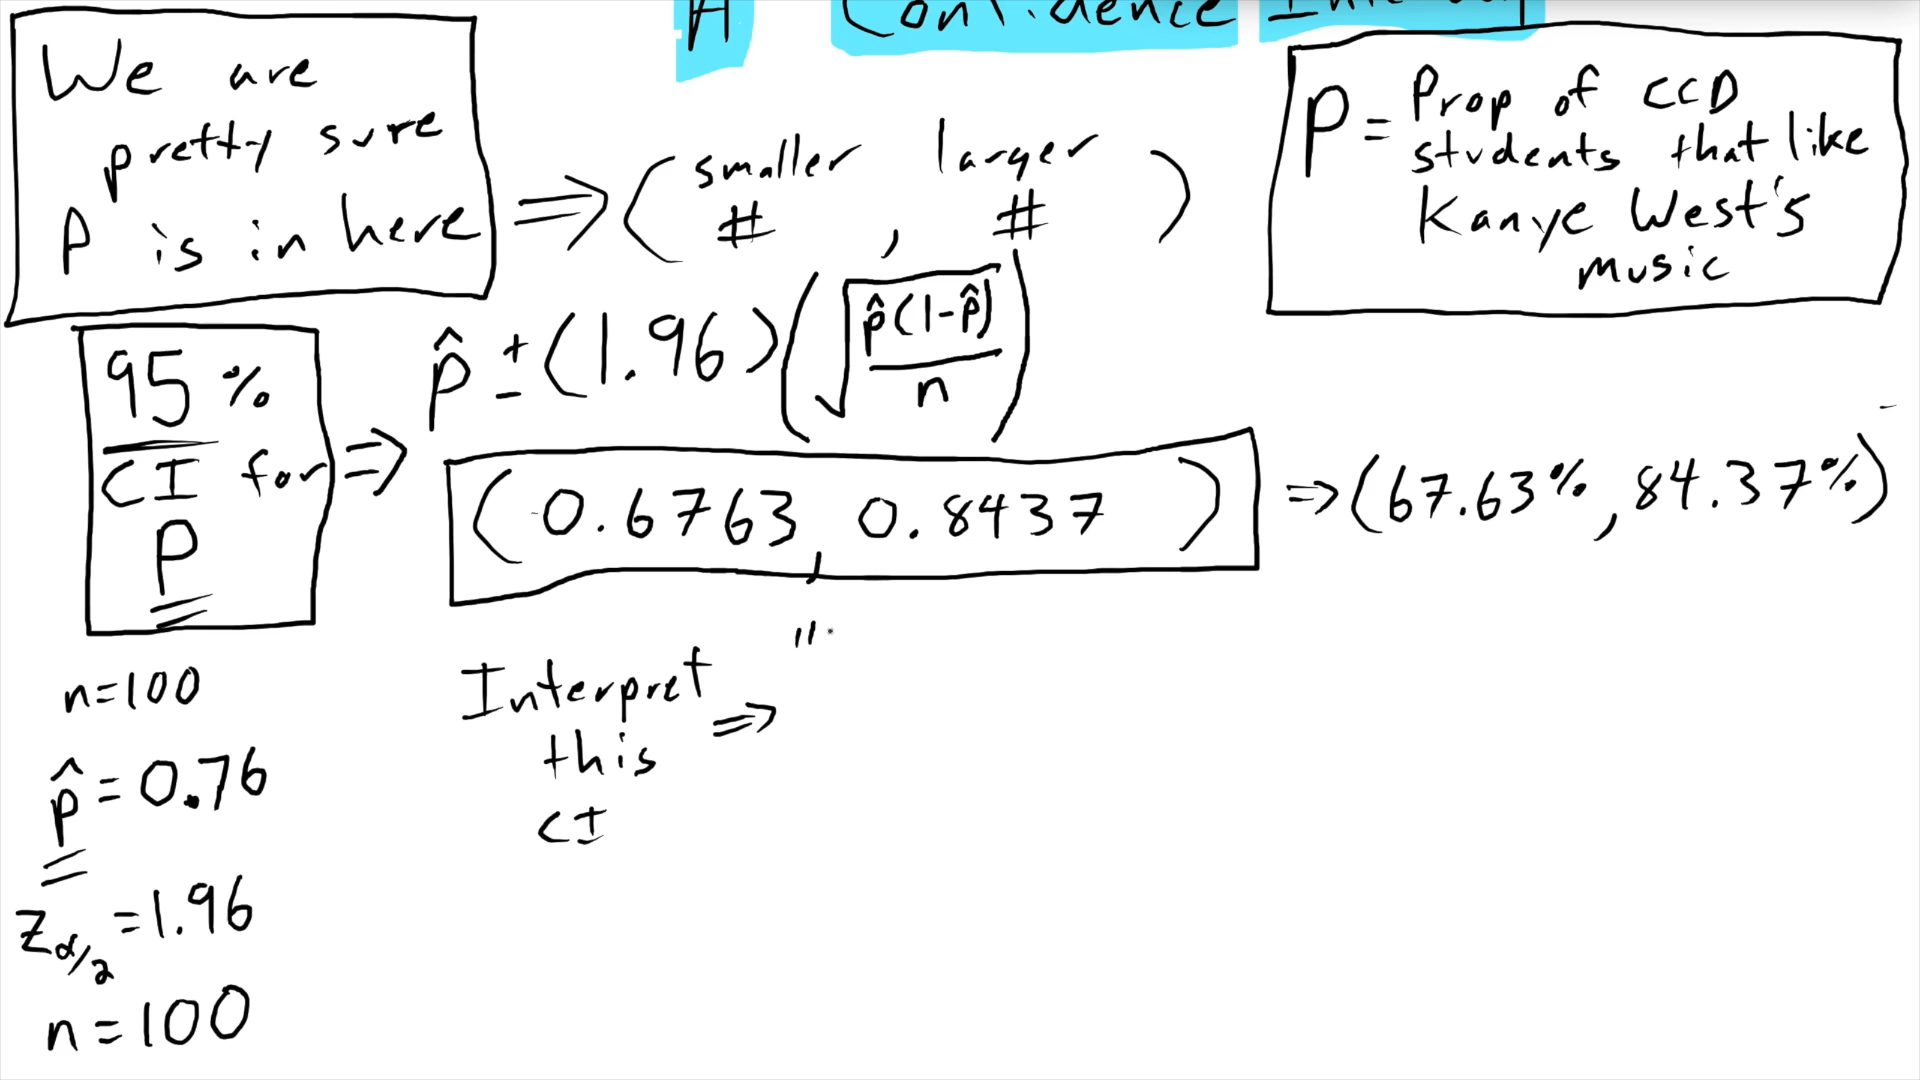 A Confidence Interval
We are
pretty sure
P is in here
⇒ (smaller #, larger #)
P = Prop of CCD
students that like
Kanye West's
music
95%
CI for
P
⇒ p̂ ± (1.96)(√(p̂(1-p̂)/n))
(0.6763, 0.8437) ⇒ (67.63%, 84.37%)
n=100
p̂ = 0.76
Zα/2 = 1.96
n = 100
Interpret ⇒ "
this
CI